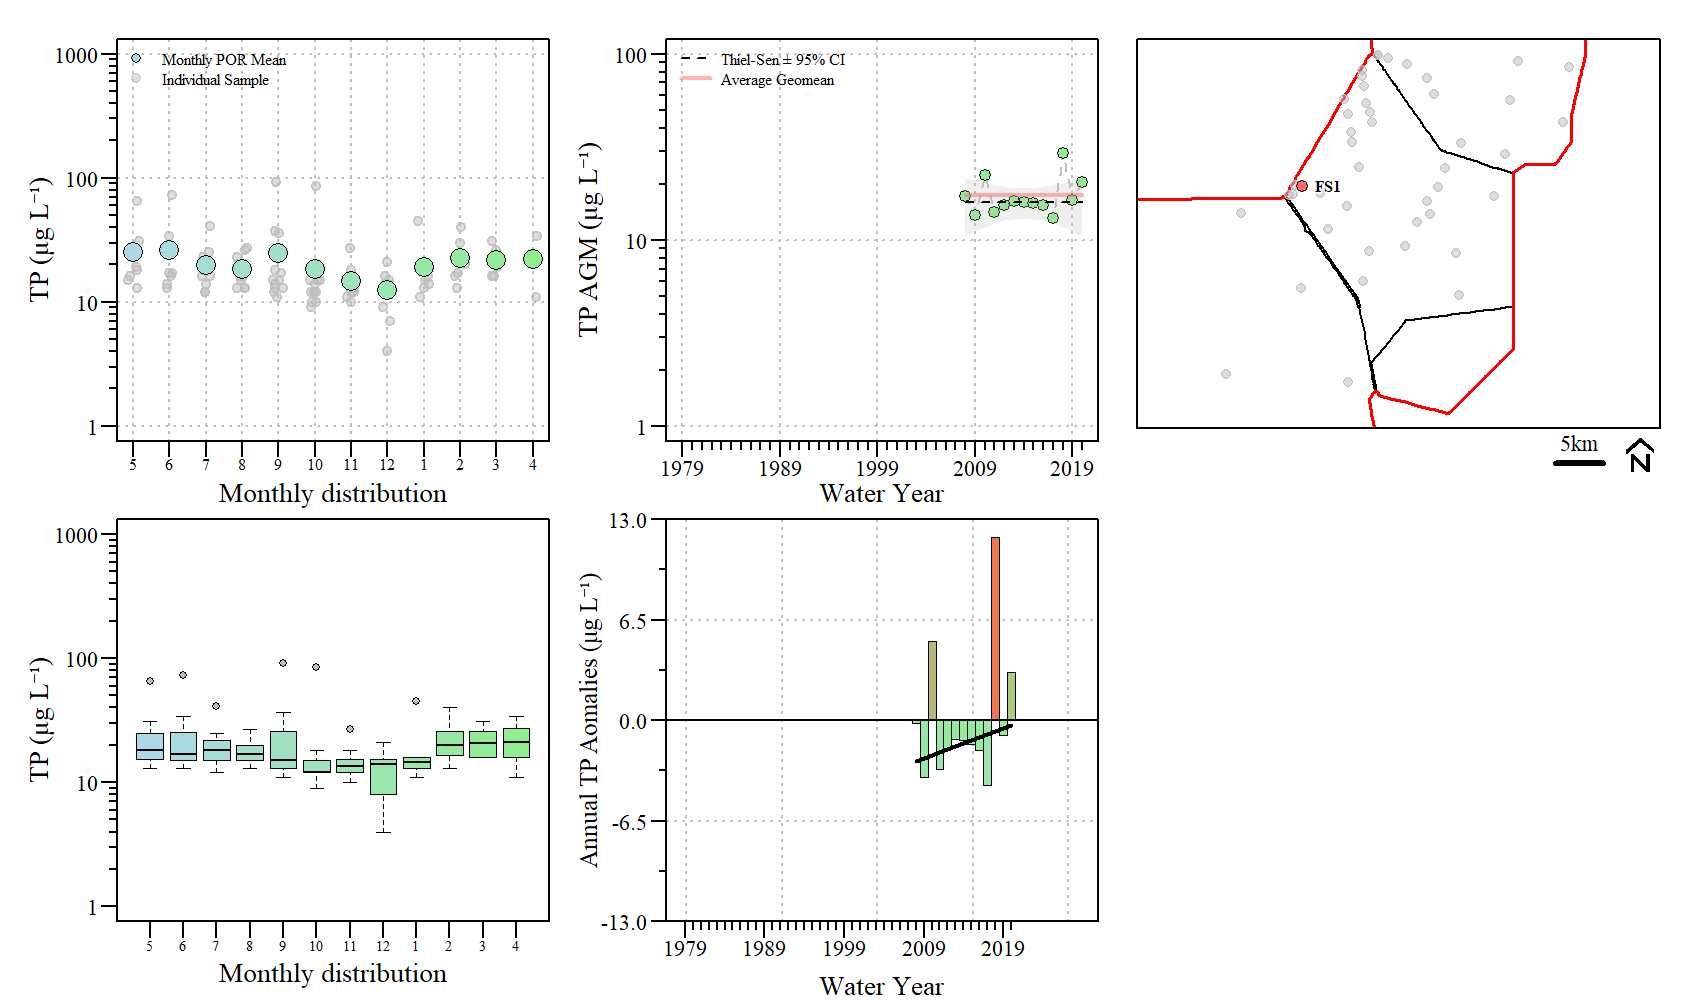 1000
100
10
1
TP (µg L⁻¹)
Monthly POR Mean
Individual Sample
5 6 7 8 9 10 11 12 1 2 3 4
Monthly distribution
100
10
1
TP AGM (µg L⁻¹)
Thiel-Sen ± 95% CI
Average Geomean
1979 1989 1999 2009 2019
Water Year
FS1
5km
N
1000
100
10
1
TP (µg L⁻¹)
5 6 7 8 9 10 11 12 1 2 3 4
Monthly distribution
13.0
6.5
0.0
-6.5
-13.0
Annual TP Aomalies (µg L⁻¹)
1979 1989 1999 2009 2019
Water Year